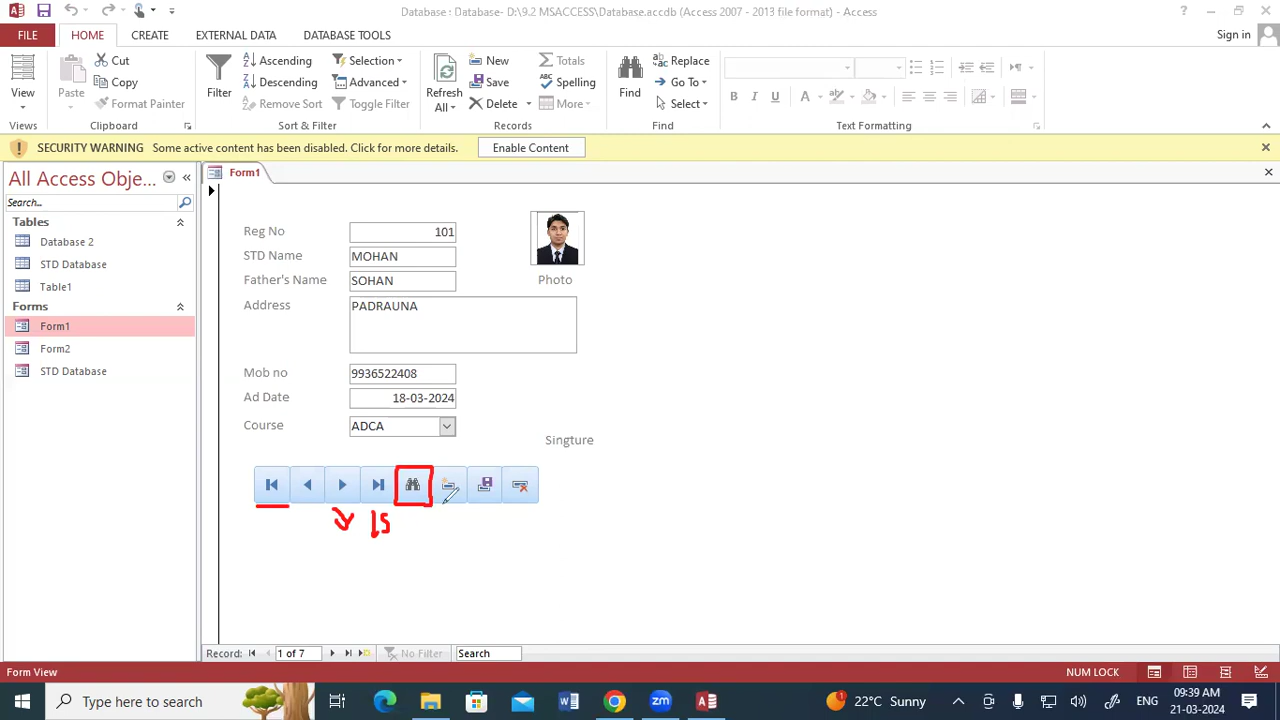 Database : Database- D:\9.2 MSACCESS\Database.accdb (Access 2007 - 2013 file format) - Access
FILE HOME CREATE EXTERNAL DATA DATABASE TOOLS Sign in
View
Views
Paste
Cut
Copy
Format Painter
Clipboard
Filter
Ascending
Descending
Remove Sort
Selection
Advanced
Toggle Filter
Sort & Filter
Refresh
All
New
Save
Delete
Totals
Spelling
More
Records
Find
Replace
Go To
Select
Find
B I U A
Text Formatting
SECURITY WARNING Some active content has been disabled. Click for more details. Enable Content
All Access Obje...
Search...
Tables
Database 2
STD Database
Table1
Forms
Form1
Form2
STD Database
Form1
Reg No 101
STD Name MOHAN
Father's Name SOHAN
Photo
Address PADRAUNA
Mob no 9936522408
Ad Date 18-03-2024
Course ADCA
Singture
Record: 1 of 7 No Filter Search
Form View NUM LOCK
Type here to search zm 22°C Sunny ENG 09:39 AM
21-03-2024